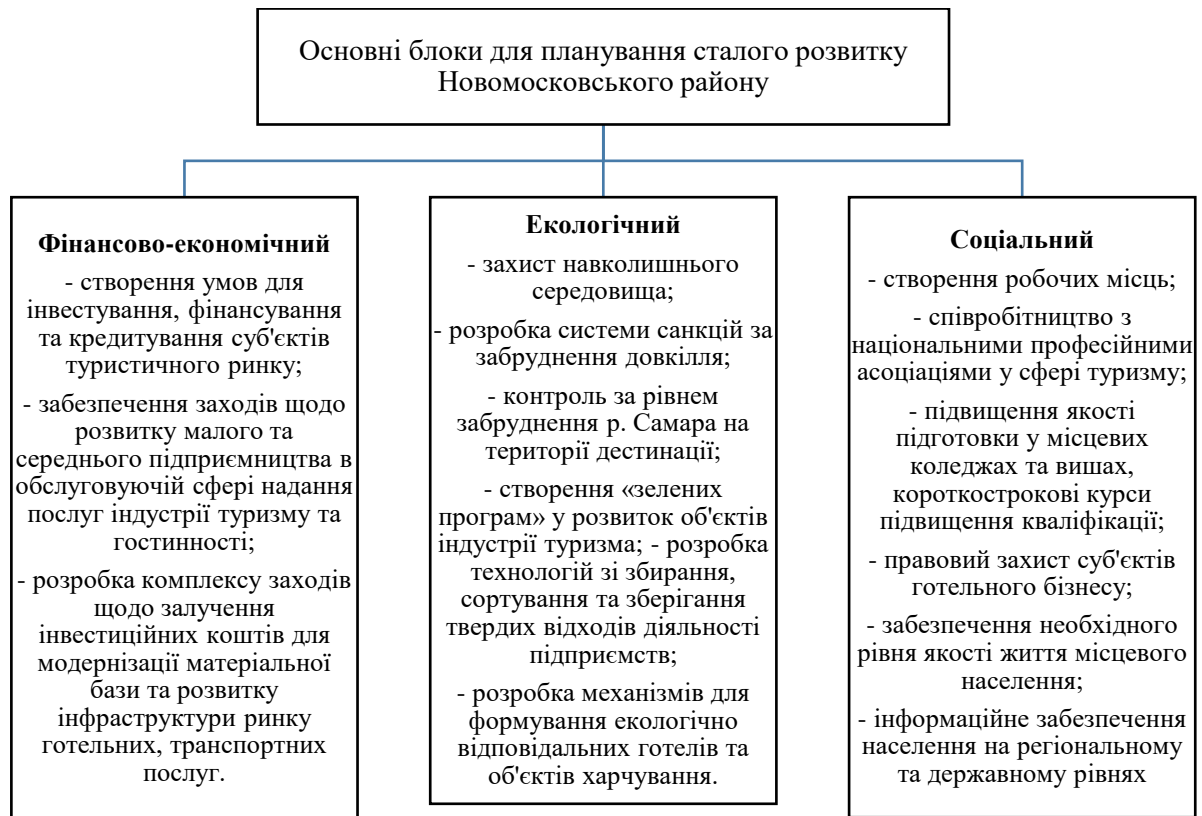 Основні блоки для планування сталого розвитку
Новомосковського району
Фінансово-економічний
- створення умов для
інвестування, фінансування
та кредитування суб'єктів
туристичного ринку;
- забезпечення заходів щодо
розвитку малого та
середнього підприємництва в
обслуговуючій сфері надання
послуг індустрії туризму та
гостинності;
- розробка комплексу заходів
щодо залучення
інвестиційних коштів для
модернізації матеріальної
бази та розвитку
інфраструктури ринку
готельних, транспортних
послуг.
Екологічний
- захист навколишнього
середовища;
- розробка системи санкцій за
забруднення довкілля;
- контроль за рівнем
забруднення р. Самара на
території дестинації;
- створення «зелених
програм» у розвиток об'єктів
індустрії туризма; - розробка
технологій зі збирання,
сортування та зберігання
твердих відходів діяльності
підприємств;
- розробка механізмів для
формування екологічно
відповідальних готелів та
об'єктів харчування.
Соціальний
- створення робочих місць;
- співробітництво з
національними професійними
асоціаціями у сфері туризму;
- підвищення якості
підготовки у місцевих
коледжах та вишах,
короткострокові курси
підвищення кваліфікації;
- правовий захист суб'єктів
готельного бізнесу;
- забезпечення необхідного
рівня якості життя місцевого
населення;
- інформаційне забезпечення
населення на регіональному
та державному рівнях